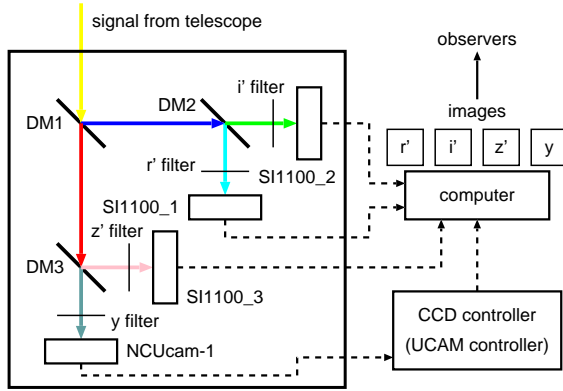 signal from telescope
observers
i' filter
DM2
DM1
images
r' i' z' y
r' filter
SI1100_2
computer
SI1100_1
z' filter
DM3
SI1100_3
y filter
CCD controller
(UCAM controller)
NCUcam-1